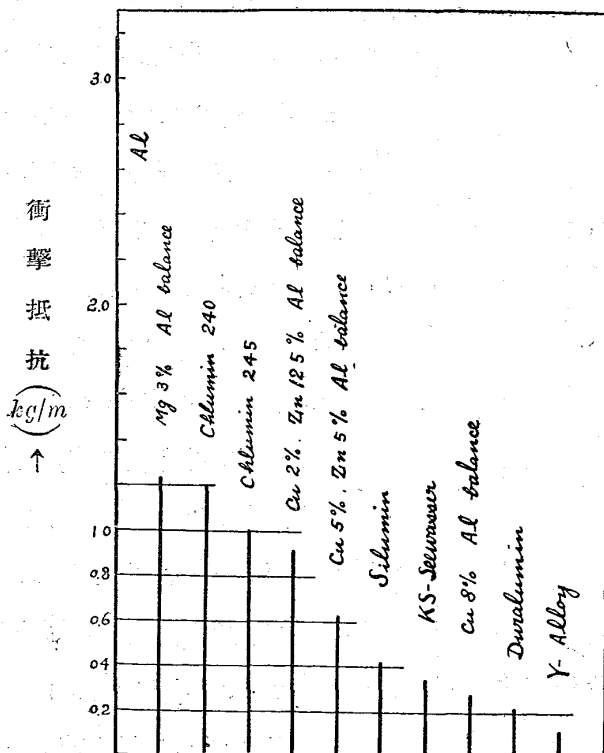 衝擊抵抗
(kg/m)
↑
3.0
2.0
1.0
0.8
0.6
0.4
0.2
Al
Mg 3% Al balance
Chlumin 240
Chlumin 245
Cu 2%. Zn 12.5% Al balance
Cu 5%. Zn 5% Al balance
Silumin
KS-Seewasser
Cu 8% Al balance
Duralumin
Y-Alloy